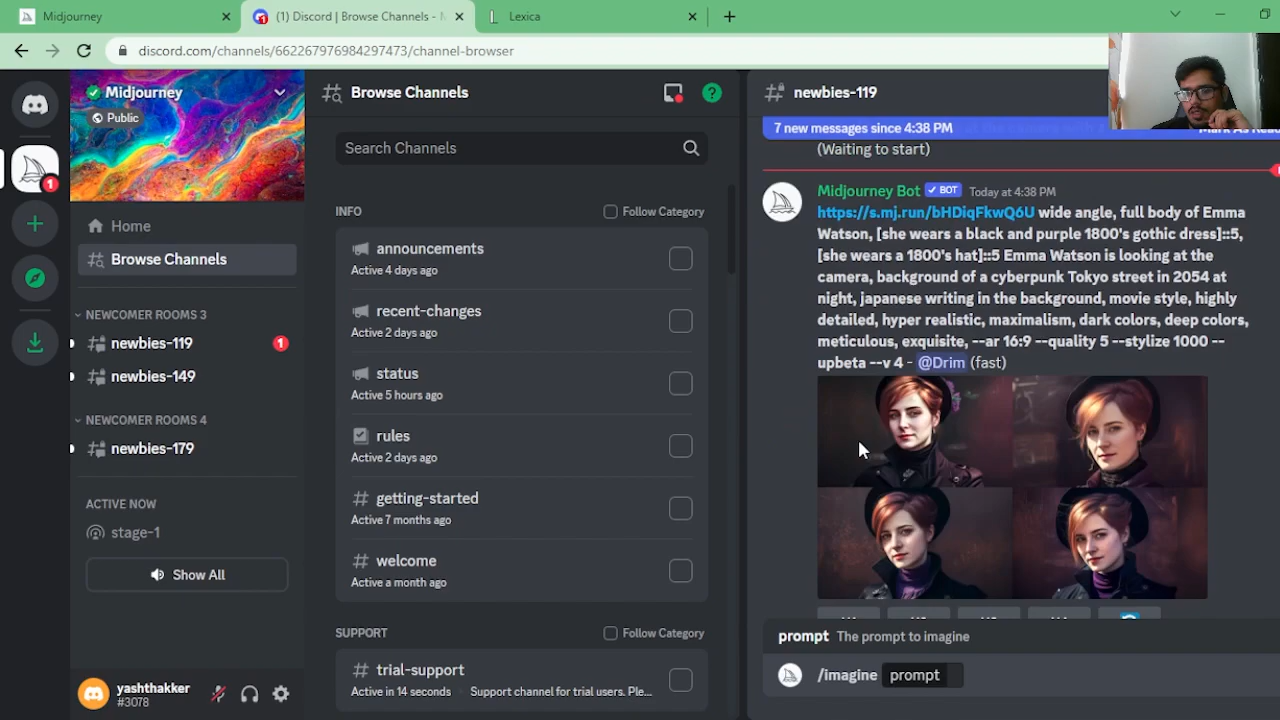 Midjourney
(1) Discord | Browse Channels -
Lexica
discord.com/channels/662267976984297473/channel-browser
Midjourney
Public
1
Home
Browse Channels
NEWCOMER ROOMS 3
newbies-119
1
newbies-149
NEWCOMER ROOMS 4
newbies-179
ACTIVE NOW
stage-1
Show All
yashthakker
#3078
Browse Channels
Search Channels
INFO
Follow Category
announcements
Active 4 days ago
recent-changes
Active 2 days ago
status
Active 5 hours ago
rules
Active 2 days ago
getting-started
Active 7 months ago
welcome
Active a month ago
SUPPORT
Follow Category
trial-support
Active in 14 seconds · Support channel for trial users. Ple...
newbies-119
7 new messages since 4:38 PM
(Waiting to start)
Midjourney Bot BOT Today at 4:38 PM
https://s.mj.run/bHDiqFkwQ6U wide angle, full body of Emma
Watson, [she wears a black and purple 1800's gothic dress]::5,
[she wears a 1800's hat]::5 Emma Watson is looking at the
camera, background of a cyberpunk Tokyo street in 2054 at
night, japanese writing in the background, movie style, highly
detailed, hyper realistic, maximalism, dark colors, deep colors,
meticulous, exquisite, --ar 16:9 --quality 5 --stylize 1000 --
upbeta --v 4 - @Drim (fast)
prompt The prompt to imagine
/imagine prompt